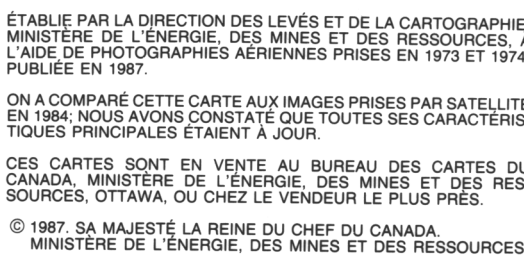 ÉTABLIE PAR LA DIRECTION DES LEVÉS ET DE LA CARTOGRAPHIE
MINISTÈRE DE L'ÉNERGIE, DES MINES ET DES RESSOURCES, À
L'AIDE DE PHOTOGRAPHIES AÉRIENNES PRISES EN 1973 ET 1974
PUBLIÉE EN 1987.
ON A COMPARÉ CETTE CARTE AUX IMAGES PRISES PAR SATELLITE
EN 1984; NOUS AVONS CONSTATÉ QUE TOUTES SES CARACTÉRIS
TIQUES PRINCIPALES ÉTAIENT À JOUR.
CES CARTES SONT EN VENTE AU BUREAU DES CARTES DU
CANADA, MINISTÈRE DE L'ÉNERGIE, DES MINES ET DES RES
SOURCES, OTTAWA, OU CHEZ LE VENDEUR LE PLUS PRÈS.
© 1987. SA MAJESTÉ LA REINE DU CHEF DU CANADA.
MINISTÈRE DE L'ÉNERGIE, DES MINES ET DES RESSOURCES